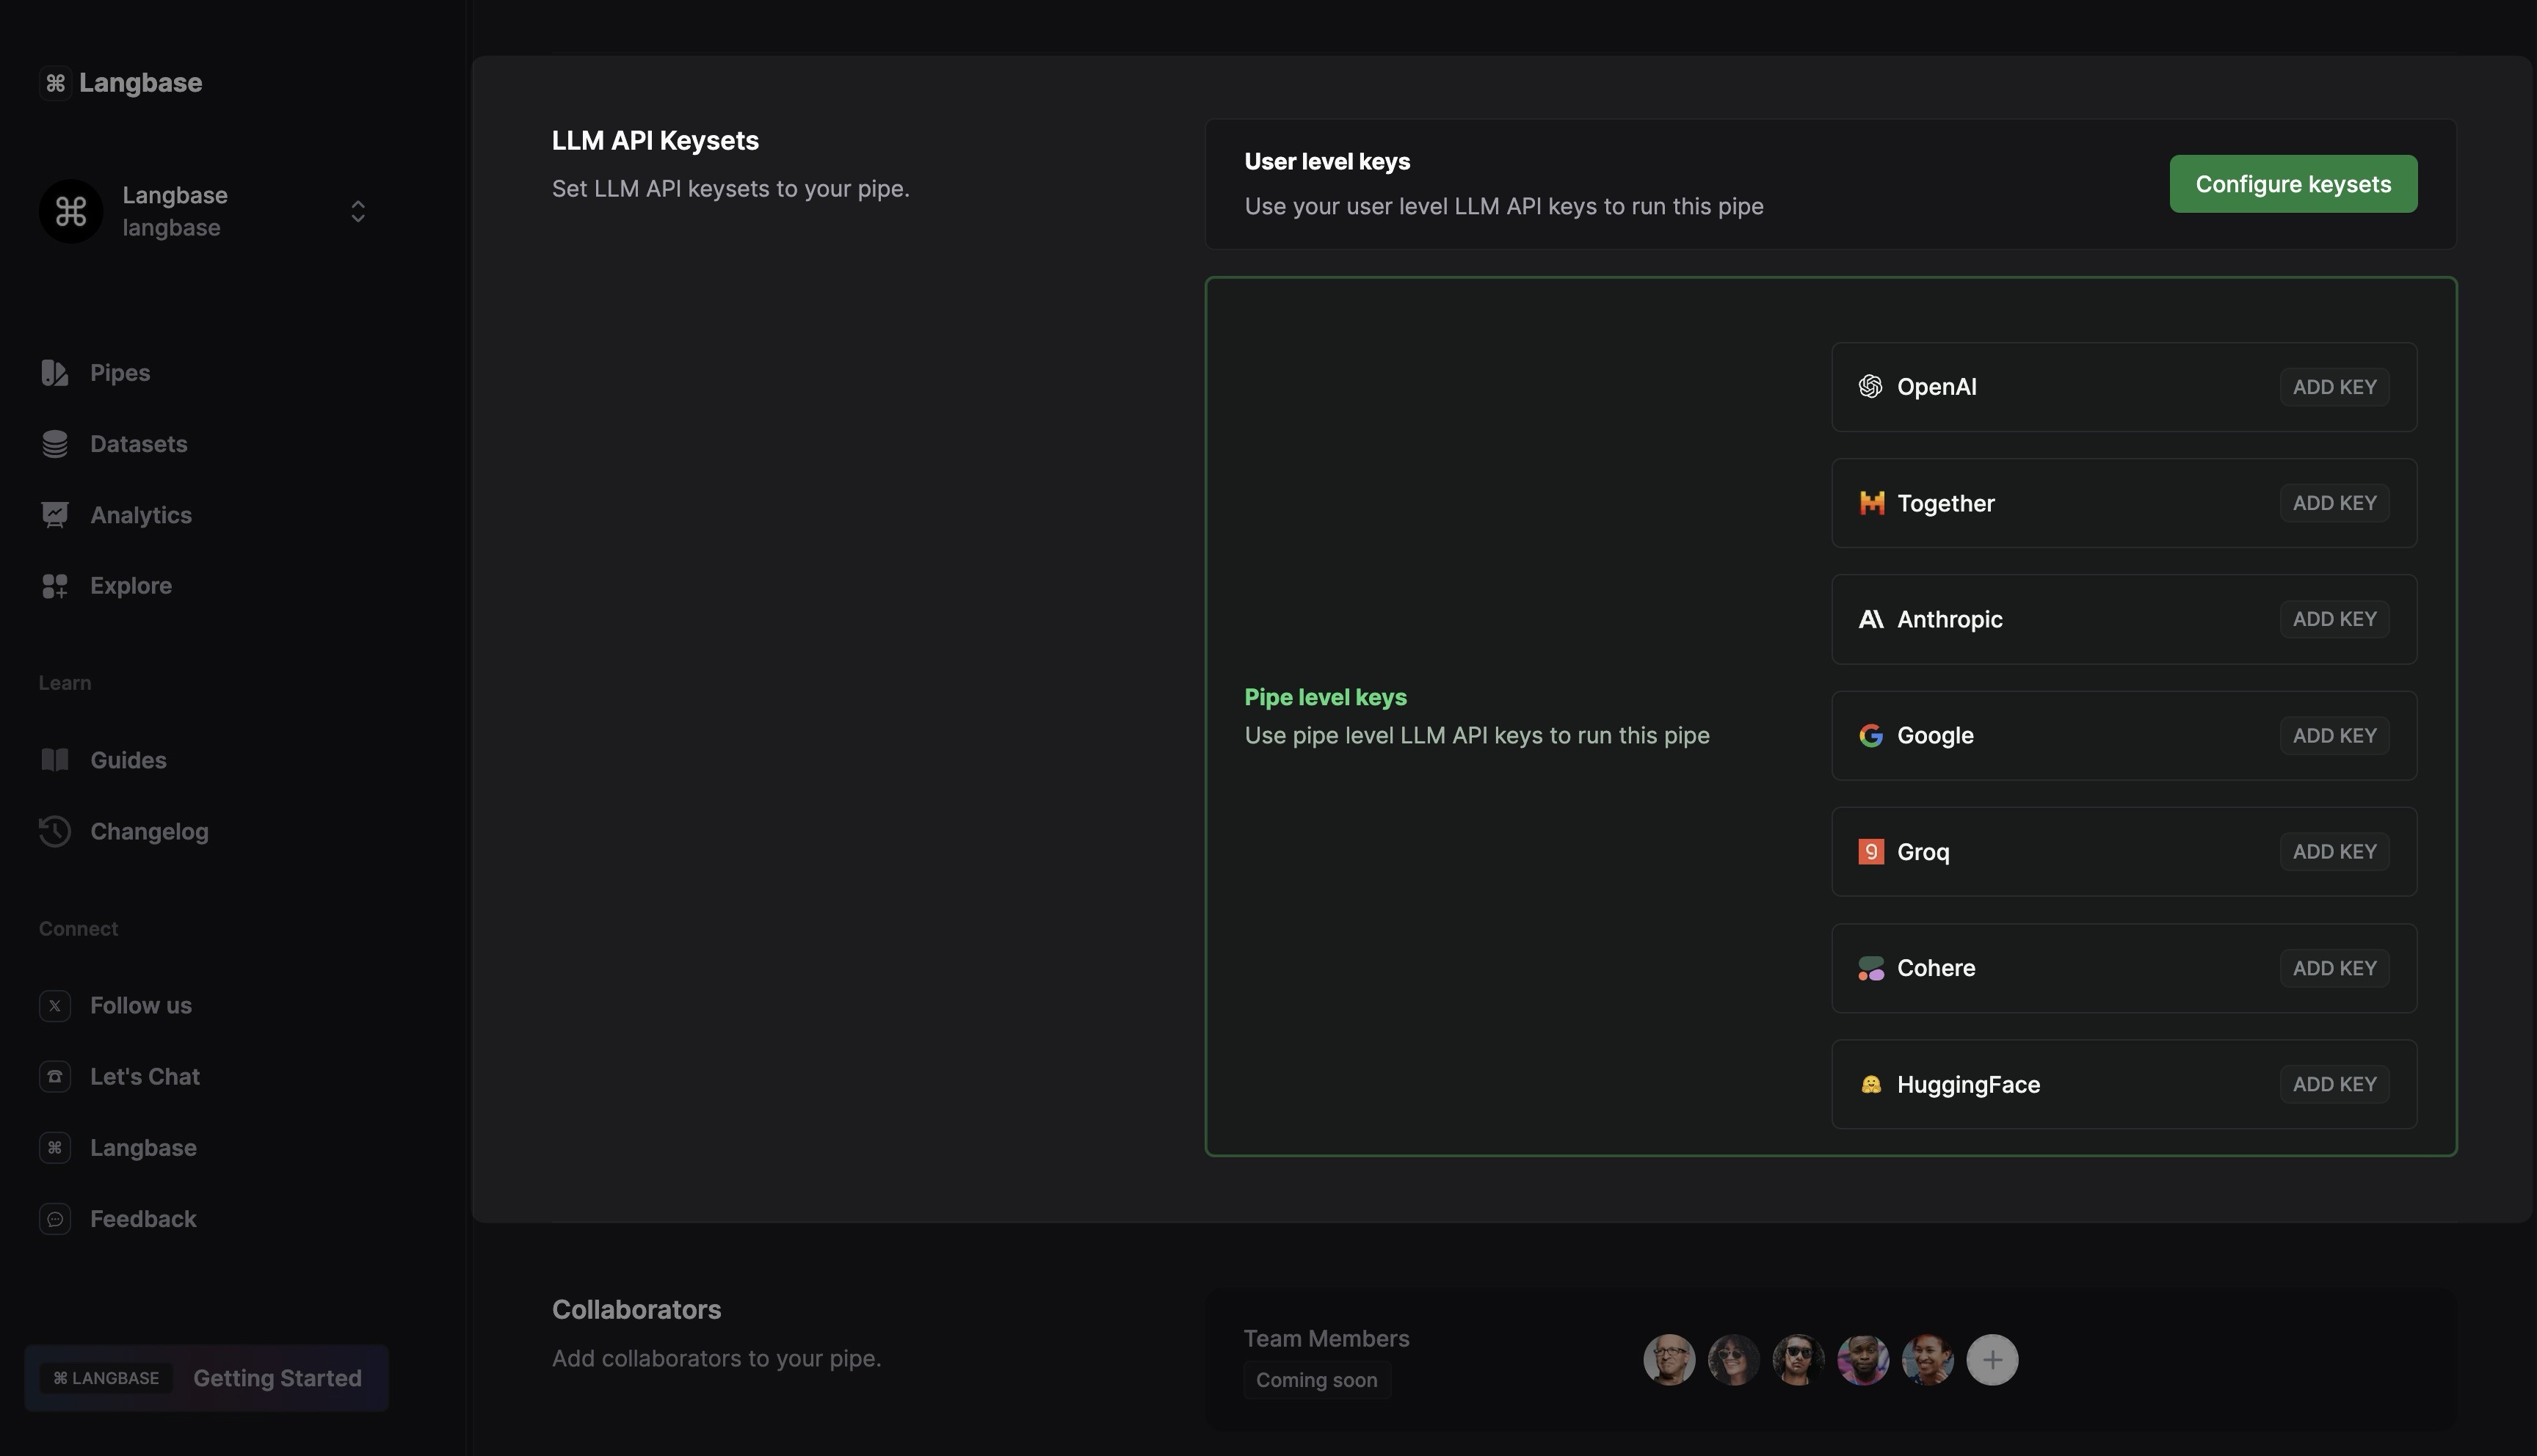 Langbase
Langbase
langbase
Pipes
Datasets
Analytics
Explore
Learn
Guides
Changelog
Connect
Follow us
Let's Chat
Langbase
Feedback
⌘ LANGBASE Getting Started
LLM API Keysets
Set LLM API keysets to your pipe.
User level keys
Use your user level LLM API keys to run this pipe
Configure keysets
Pipe level keys
Use pipe level LLM API keys to run this pipe
OpenAI ADD KEY
Together ADD KEY
Anthropic ADD KEY
Google ADD KEY
Groq ADD KEY
Cohere ADD KEY
HuggingFace ADD KEY
Collaborators
Add collaborators to your pipe.
Team Members
Coming soon